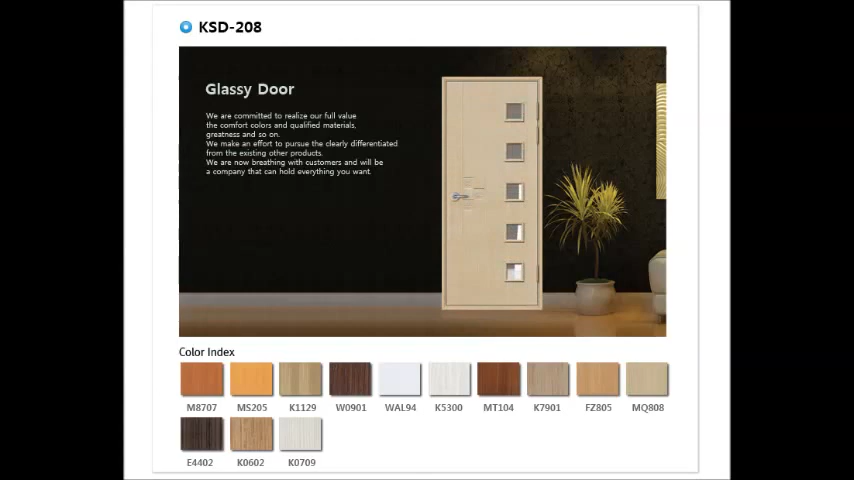 KSD-208
Glassy Door
We are committed to realize our full value
the comfort colors and qualified materials,
greatness and so on.
We make an effort to pursue the clearly differentiated
from the existing other products.
We are now breathing with customers and will be
a company that can hold everything you want.
Color Index
M8707 MS205 K1129 W0901 WAL94 K5300 MT104 K7901 FZ805 MQ808
E4402 K0602 K0709